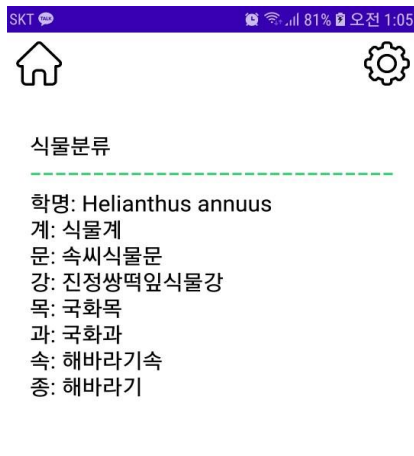 SKT TALK 81% 오전 1:05
식물분류
------------------------------
학명: Helianthus annuus
계: 식물계
문: 속씨식물문
강: 진정쌍떡잎식물강
목: 국화목
과: 국화과
속: 해바라기속
종: 해바라기